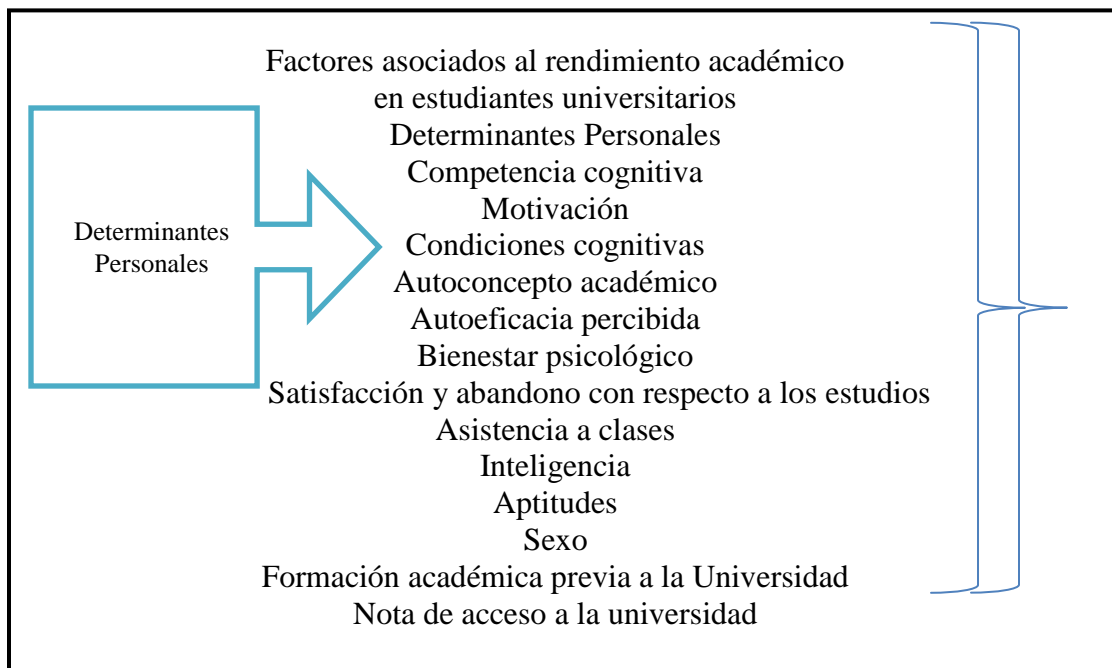 Factores asociados al rendimiento académico
en estudiantes universitarios
Determinantes Personales
Competencia cognitiva
Motivación
Condiciones cognitivas
Autoconcepto académico
Autoeficacia percibida
Bienestar psicológico
Satisfacción y abandono con respecto a los estudios
Asistencia a clases
Inteligencia
Aptitudes
Sexo
Formación académica previa a la Universidad
Nota de acceso a la universidad
Determinantes
Personales